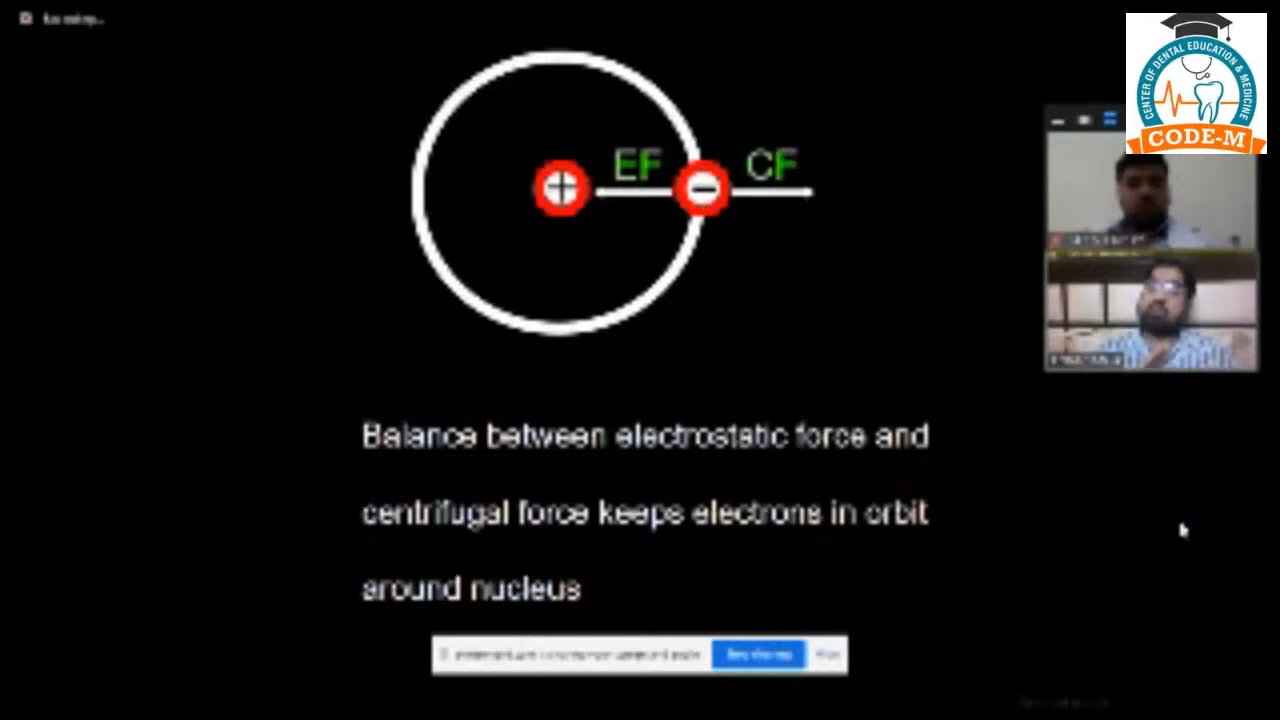 CENTER OF DENTAL EDUCATION & MEDICINE
CODE-M
EF
CF
+
−
Balance between electrostatic force and
centrifugal force keeps electrons in orbit
around nucleus